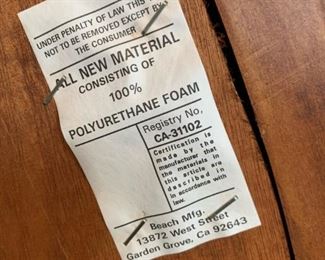 UNDER PENALTY OF LAW THIS
NOT TO BE REMOVED EXCEPT BY
THE CONSUMER
ALL NEW MATERIAL
CONSISTING OF
100%
POLYURETHANE FOAM
Registry No.
CA-31102
Certification is
made by the
manufacturer that
the materials in
this article are
described in
in accordance with
law.
Beach Mfg.
13872 West Street
Garden Grove, CA 92643